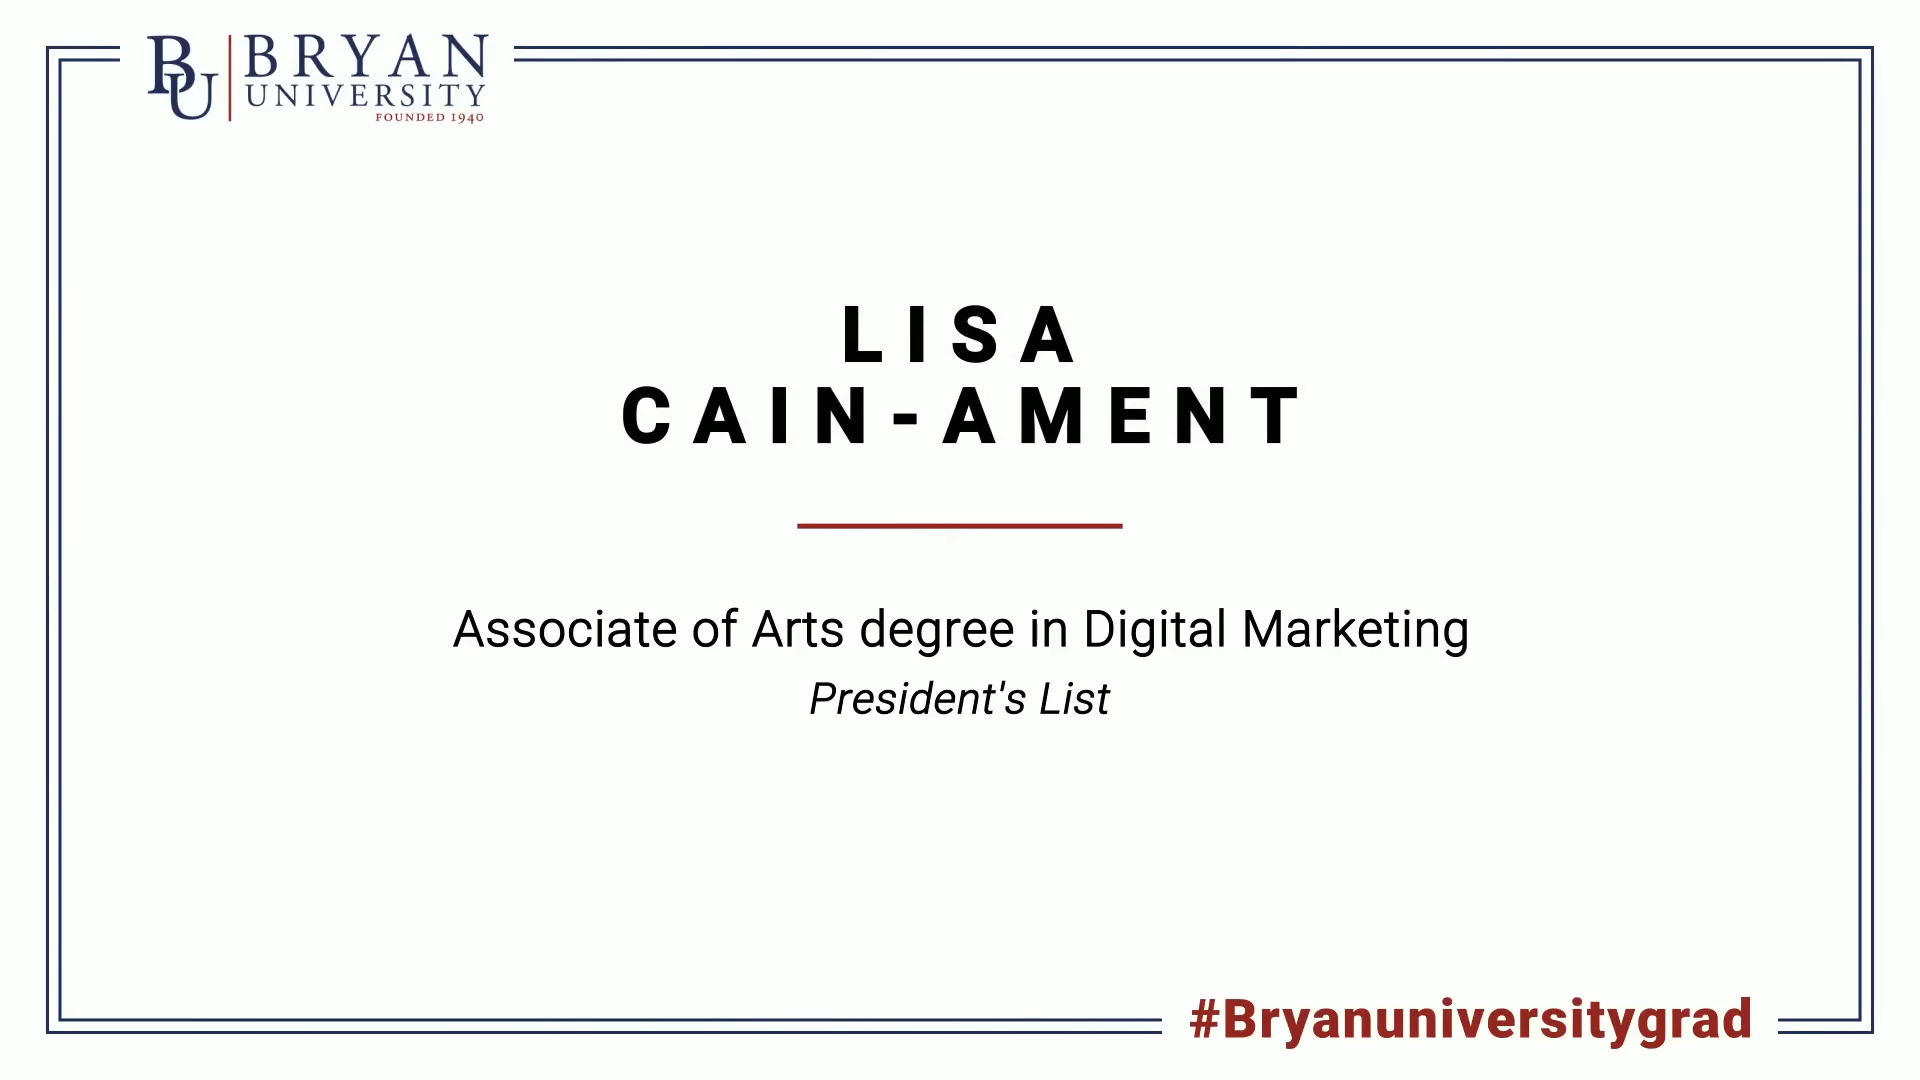 BU
BRYAN
UNIVERSITY
FOUNDED 1940
LISA
CAIN-AMENT
Associate of Arts degree in Digital Marketing
President's List
#Bryanuniversitygrad